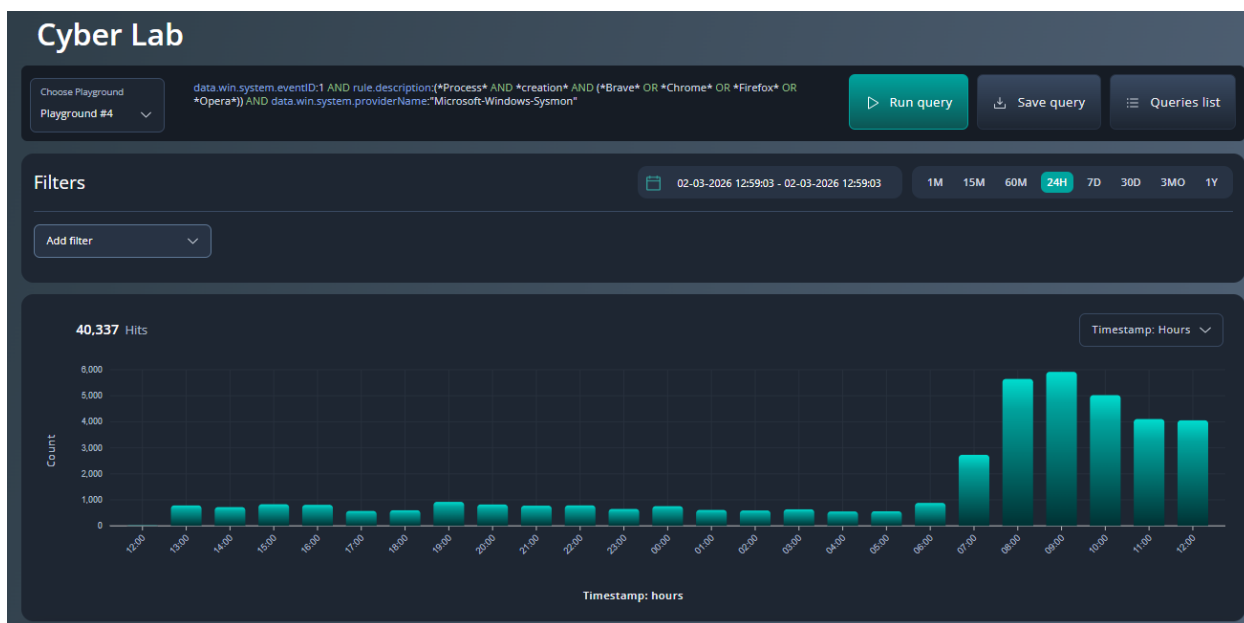 Cyber Lab
Choose Playground
Playground #4
data.win.system.eventID:1 AND rule.description:(*Process* AND *creation* AND (*Brave* OR *Chrome* OR *Firefox* OR
*Opera*)) AND data.win.system.providerName:"Microsoft-Windows-Sysmon"
Run query
Save query
Queries list
Filters
02-03-2026 12:59:03 - 02-03-2026 12:59:03
1M 15M 60M 24H 7D 30D 3MO 1Y
Add filter
40,337 Hits
Timestamp: Hours
6,000
5,000
4,000
3,000
2,000
1,000
0
Count
12:00 13:00 14:00 15:00 16:00 17:00 18:00 19:00 20:00 21:00 22:00 23:00 00:00 01:00 02:00 03:00 04:00 05:00 06:00 07:00 08:00 09:00 10:00 11:00 12:00
Timestamp: hours